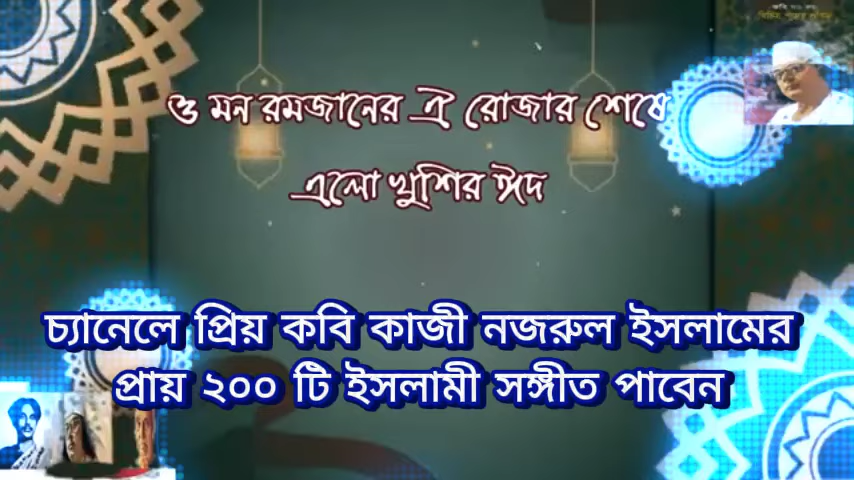 ও মন রমজানের ঐ রোজার শেষে
এলো খুশির ঈদ
চ্যানেলে প্রিয় কবি কাজী নজরুল ইসলামের
প্রায় ২০০ টি ইসলামী সঙ্গীত পাবেন